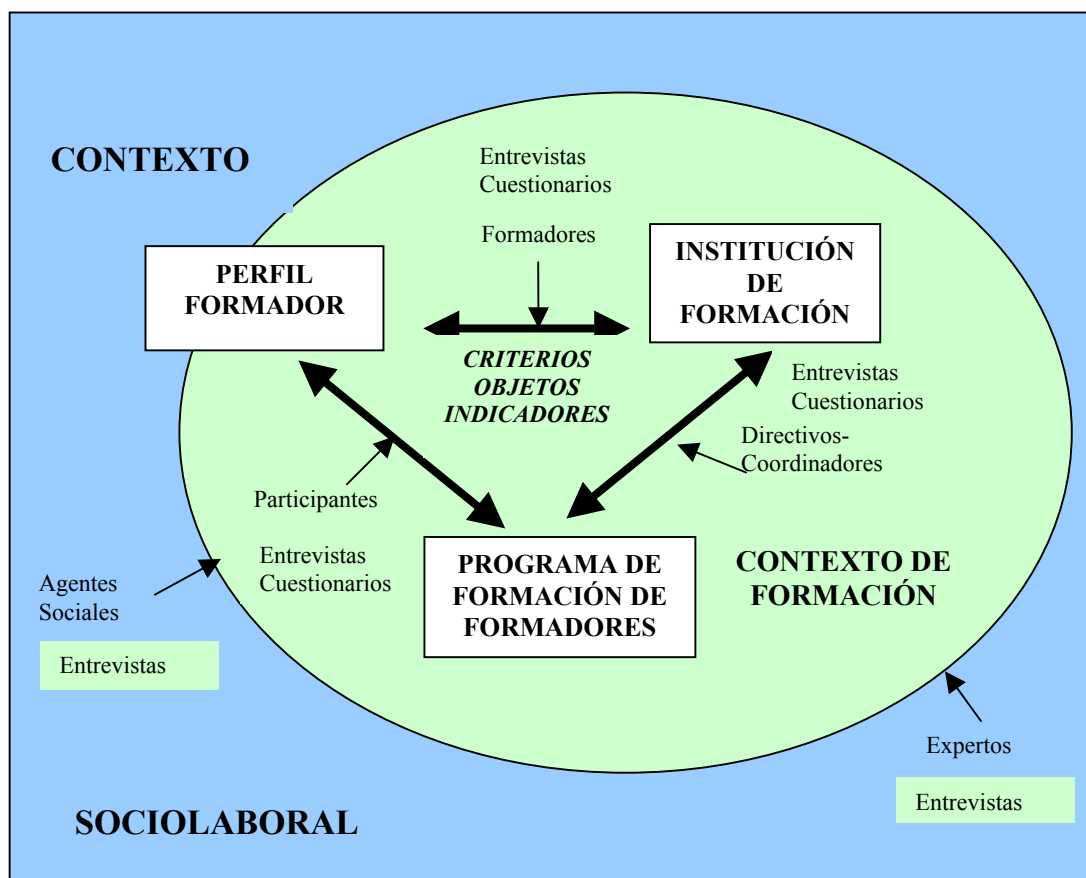 CONTEXTO
Entrevistas
Cuestionarios
Formadores
PERFIL
FORMADOR
INSTITUCIÓN
DE
FORMACIÓN
CRITERIOS
OBJETOS
INDICADORES
Entrevistas
Cuestionarios
Directivos-
Coordinadores
Participantes
Entrevistas
Cuestionarios
PROGRAMA DE
FORMACIÓN DE
FORMADORES
CONTEXTO DE
FORMACIÓN
Agentes
Sociales
Entrevistas
Expertos
Entrevistas
SOCIOLABORAL